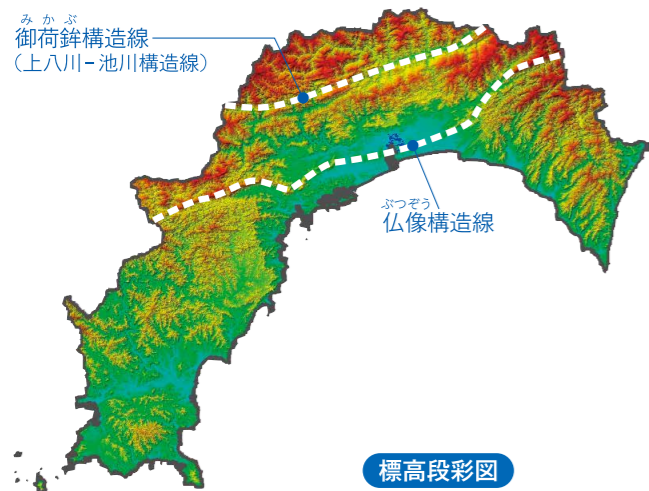 みかぶ
御荷鉾構造線
（上八川−池川構造線）
ぶつぞう
仏像構造線
標高段彩図